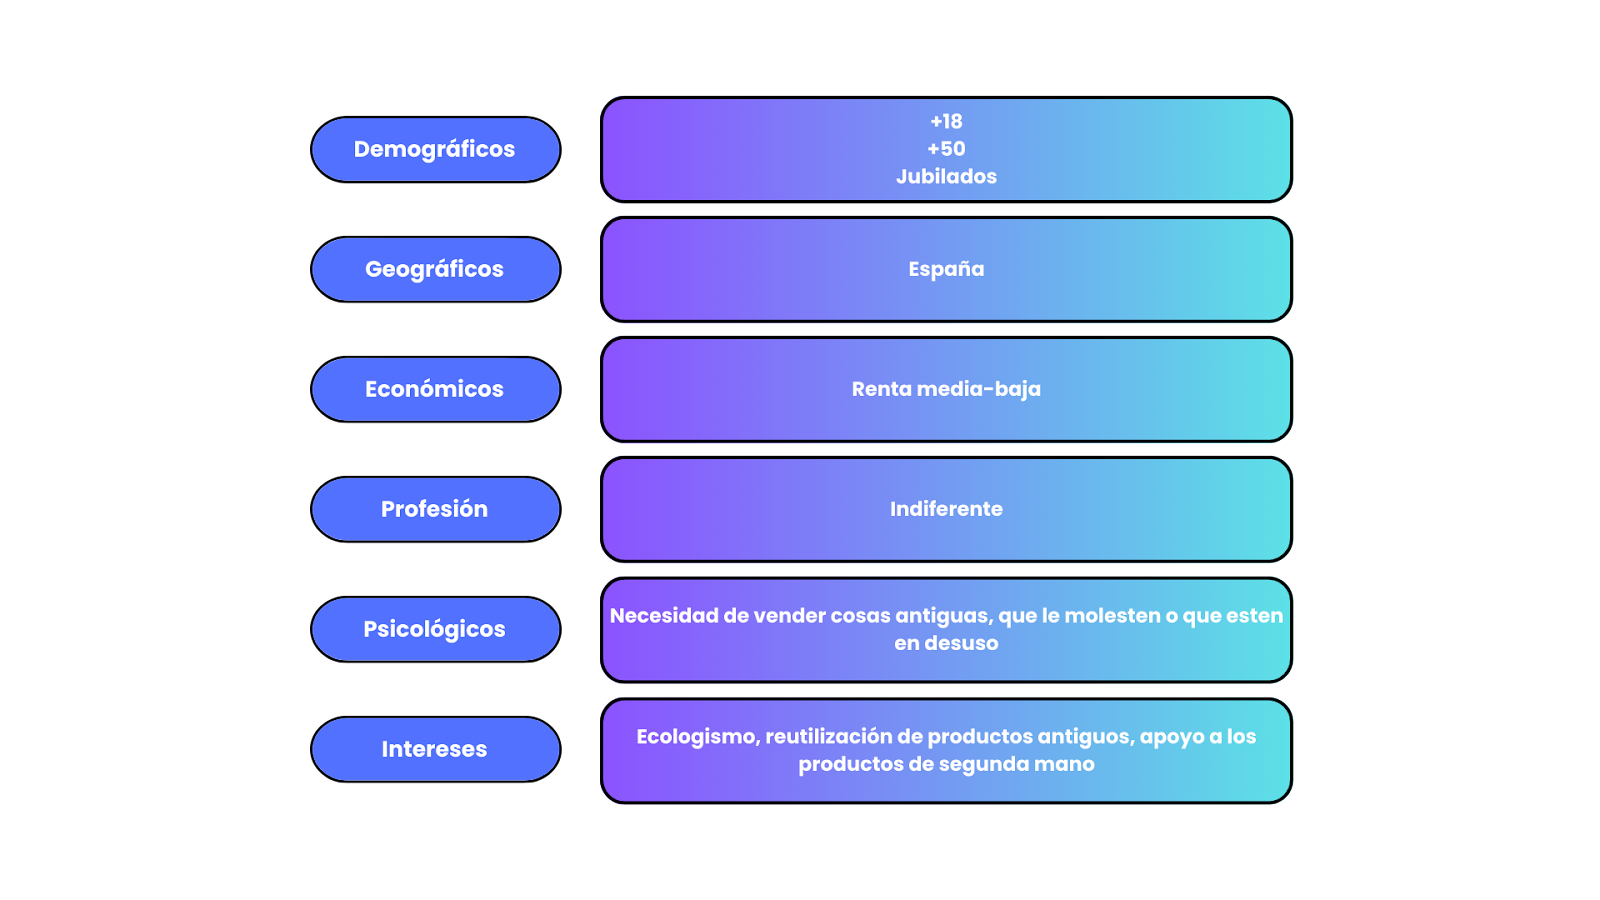 Demográficos
+18
+50
Jubilados
Geográficos
España
Económicos
Renta media-baja
Profesión
Indiferente
Psicológicos
Necesidad de vender cosas antiguas, que le molesten o que esten
en desuso
Intereses
Ecologismo, reutilización de productos antiguos, apoyo a los
productos de segunda mano